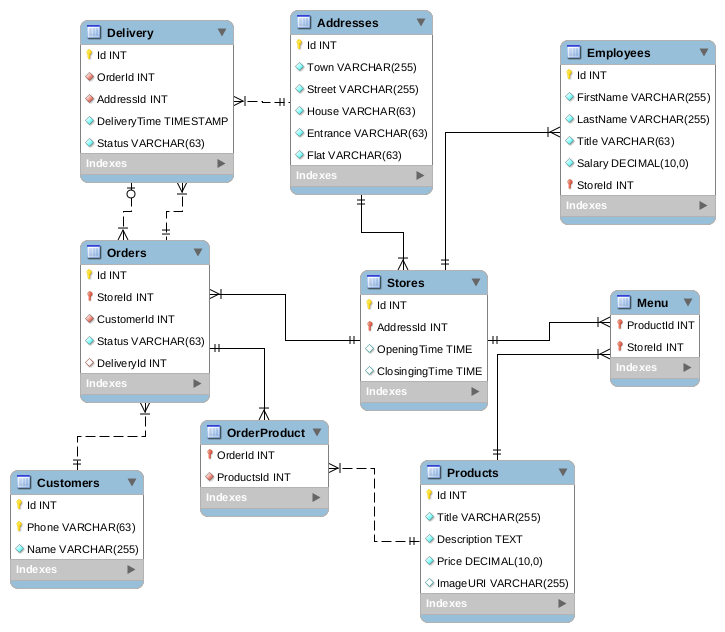 Delivery
Id INT
OrderId INT
AddressId INT
DeliveryTime TIMESTAMP
Status VARCHAR(63)
Indexes
Addresses
Id INT
Town VARCHAR(255)
Street VARCHAR(255)
House VARCHAR(63)
Entrance VARCHAR(63)
Flat VARCHAR(63)
Indexes
Employees
Id INT
FirstName VARCHAR(255)
LastName VARCHAR(255)
Title VARCHAR(63)
Salary DECIMAL(10,0)
StoreId INT
Indexes
Orders
Id INT
StoreId INT
CustomerId INT
Status VARCHAR(63)
DeliveryId INT
Indexes
Stores
Id INT
AddressId INT
OpeningTime TIME
ClosingingTime TIME
Indexes
Menu
ProductId INT
StoreId INT
Indexes
OrderProduct
OrderId INT
ProductsId INT
Indexes
Customers
Id INT
Phone VARCHAR(63)
Name VARCHAR(255)
Indexes
Products
Id INT
Title VARCHAR(255)
Description TEXT
Price DECIMAL(10,0)
ImageURI VARCHAR(255)
Indexes